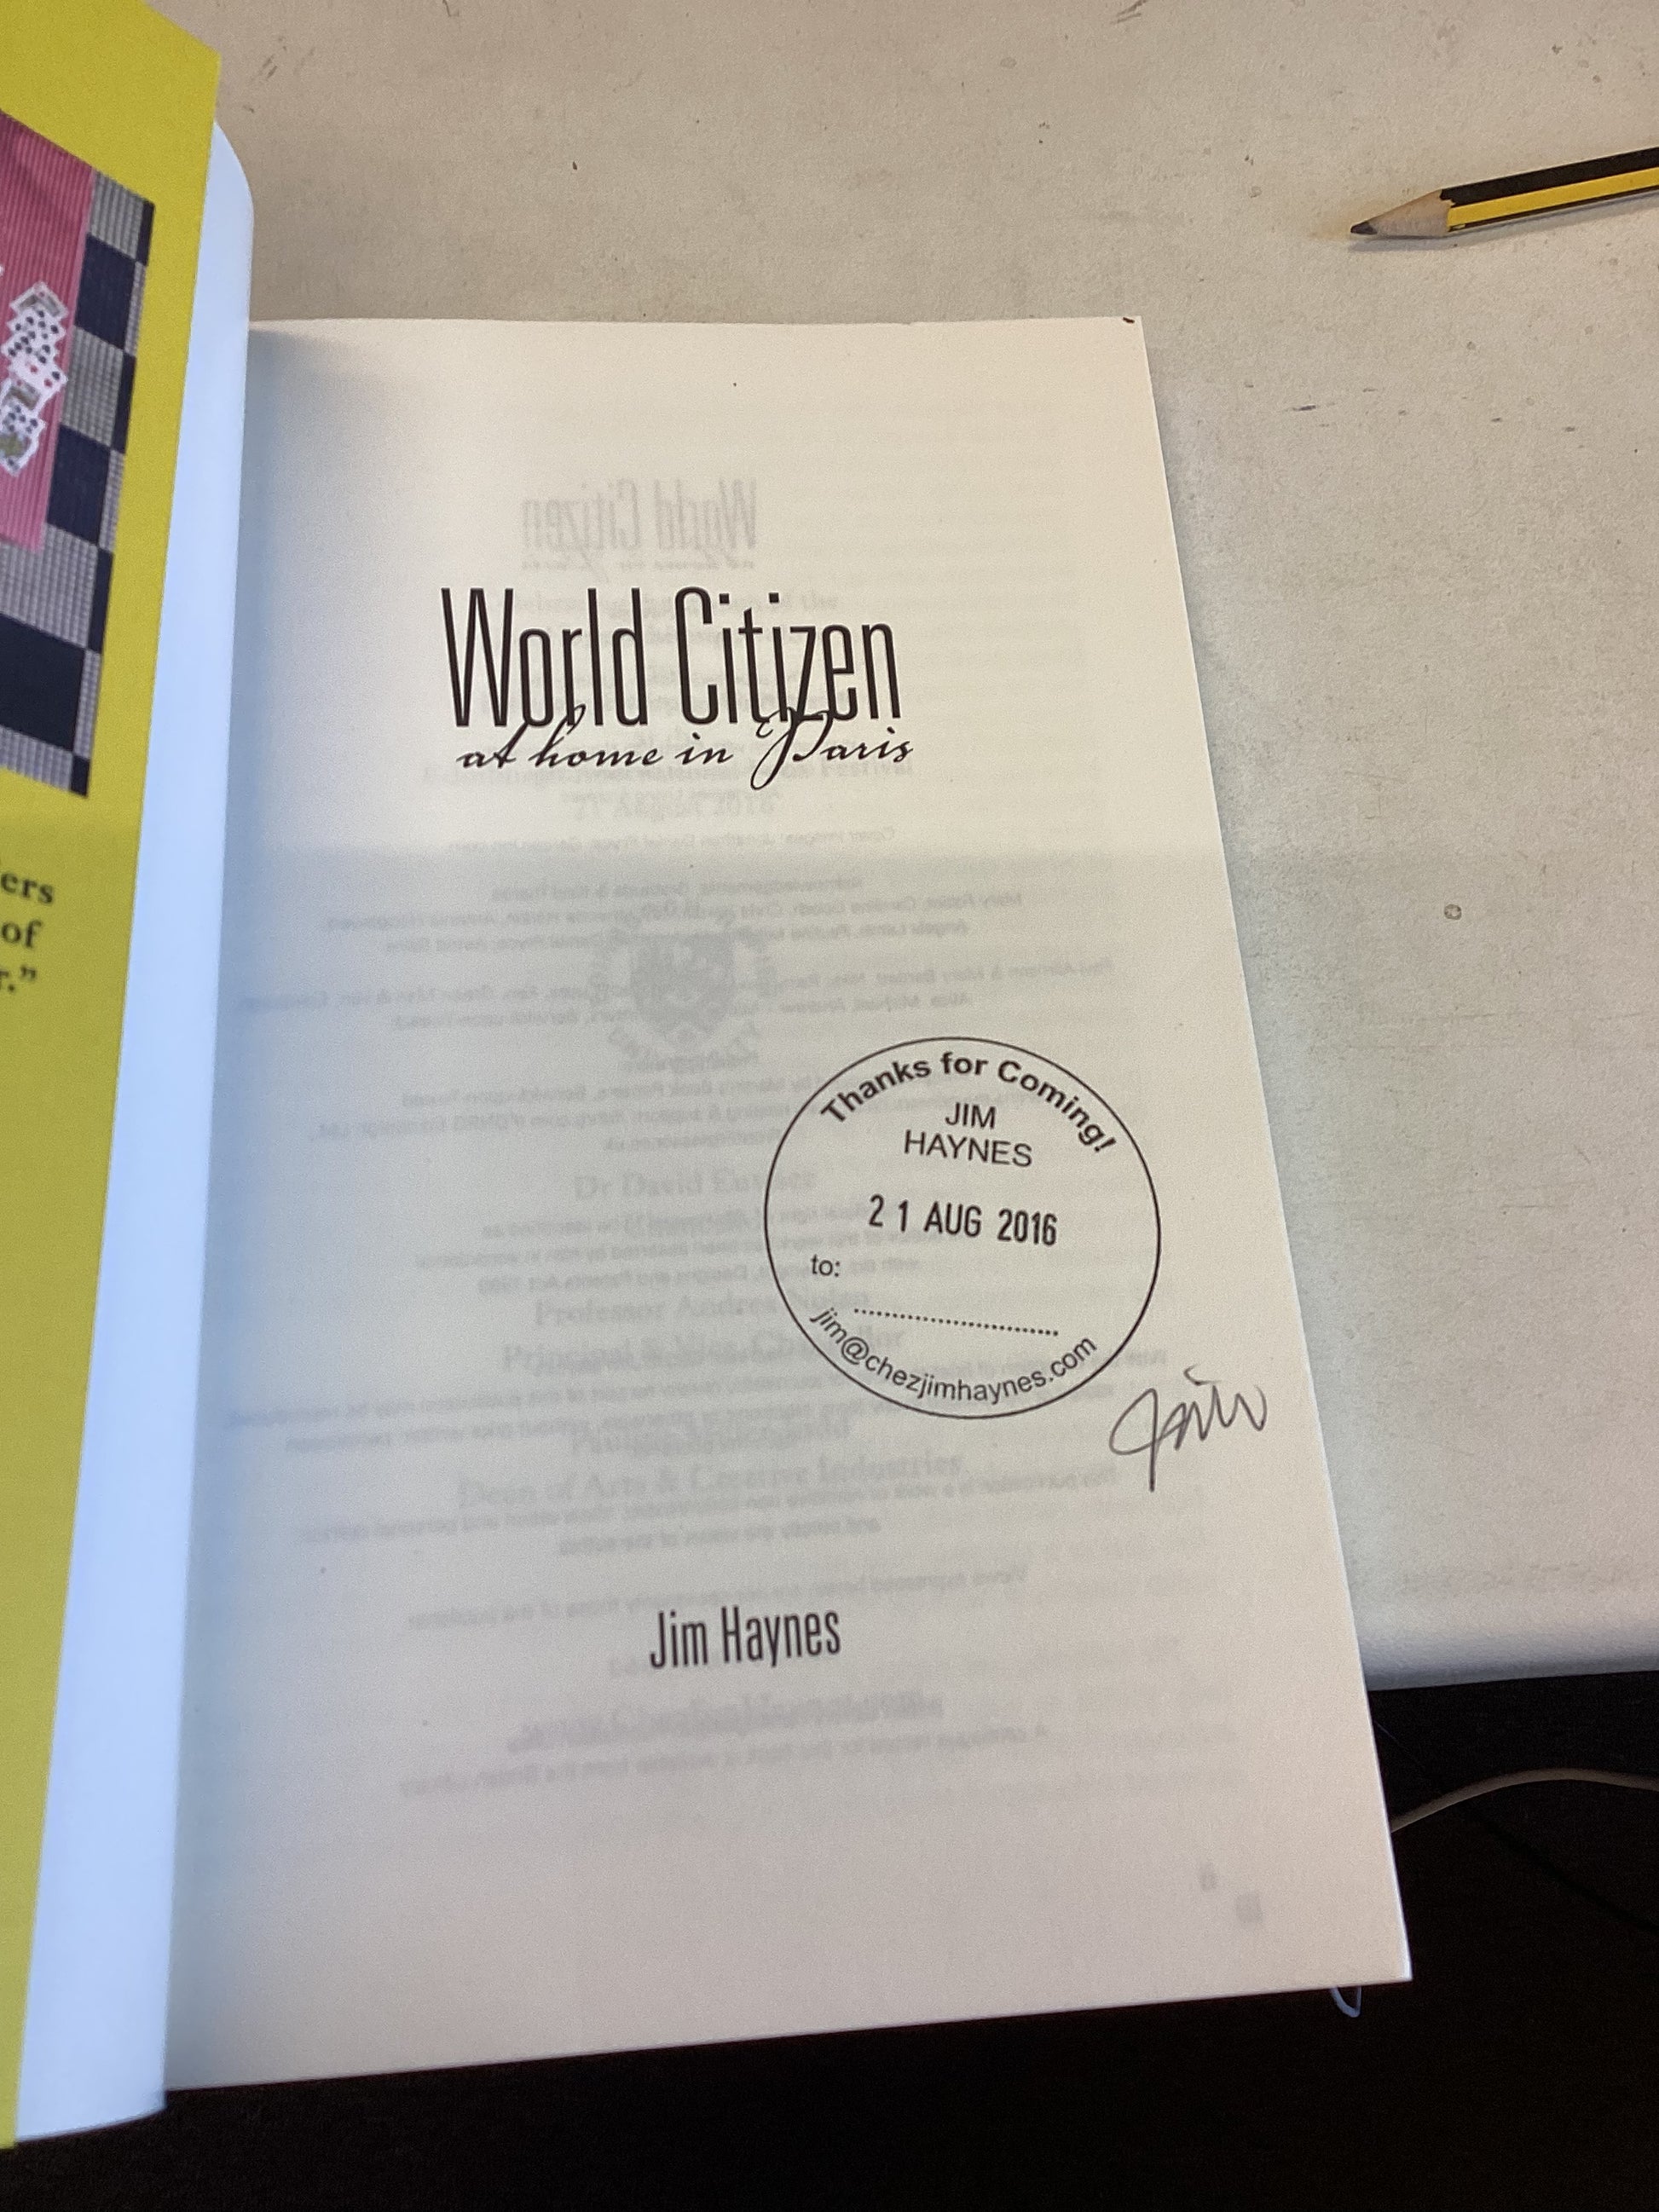 ers
of
r.”
World Citizen
at home in Paris
Thanks for Coming!
JIM
HAYNES
21 AUG 2016
to:
jim@chezjimhaynes.com
Jim
Jim Haynes